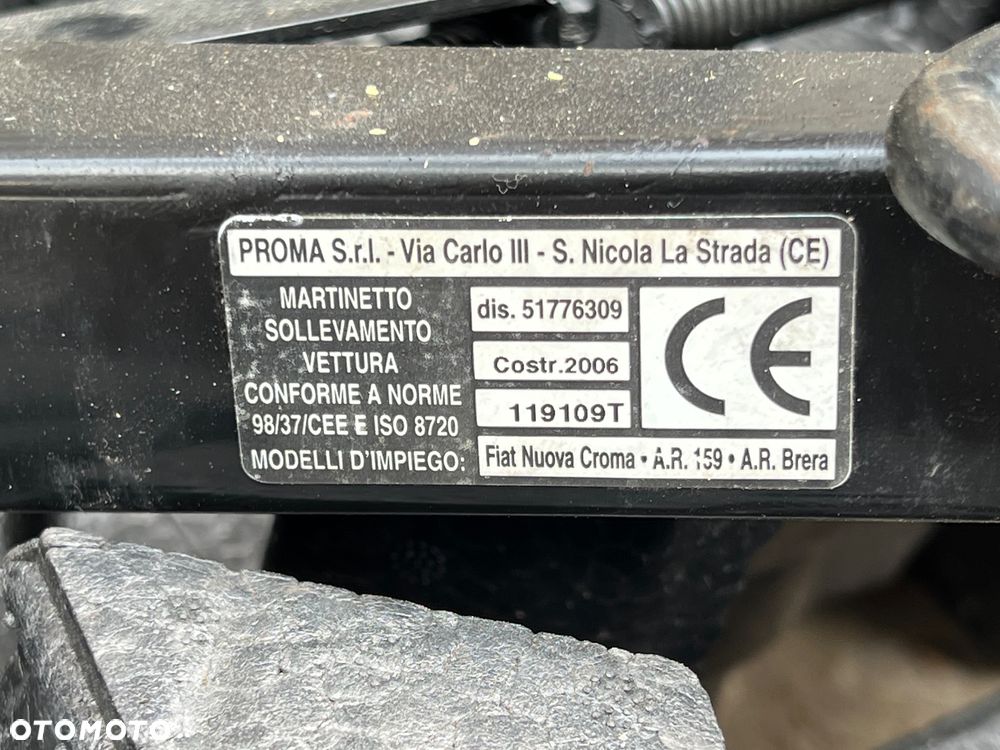 PROMA S.r.l. - Via Carlo III - S. Nicola La Strada (CE)
MARTINETTO
SOLLEVAMENTO
VETTURA
CONFORME A NORME
98/37/CEE E ISO 8720
dis. 51776309
Costr.2006
119109T
CE
MODELLI D'IMPIEGO: Fiat Nuova Croma • A.R. 159 • A.R. Brera
OTOMOTO